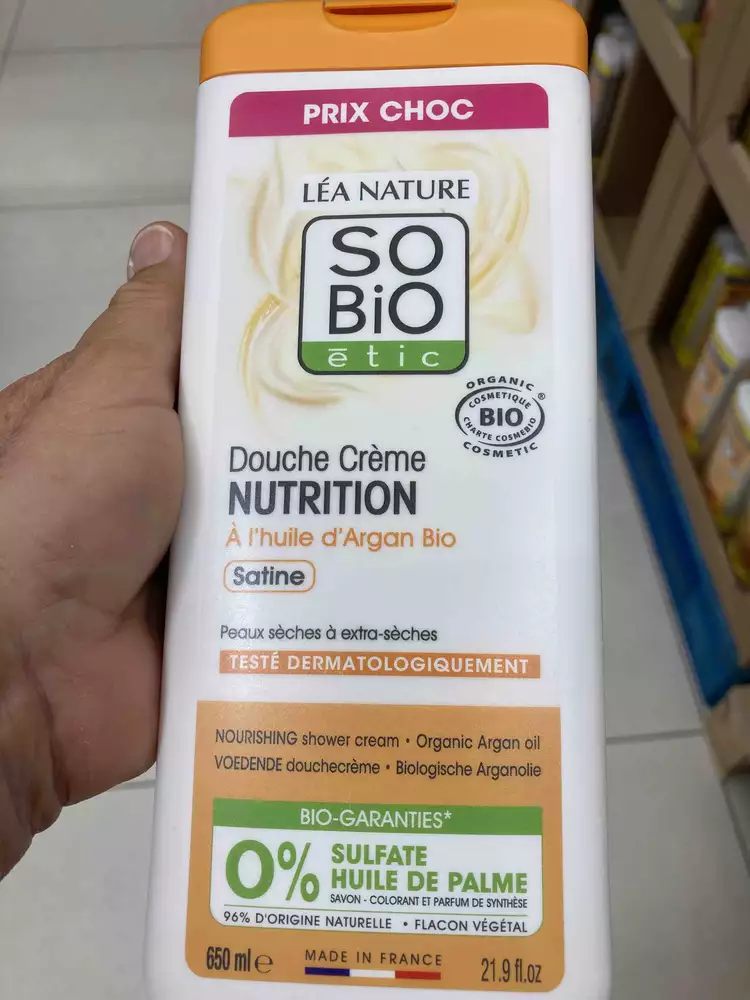 PRIX CHOC
LÉA NATURE
SO
BiO
ētic
ORGANIC
COSMETIQUE
BIO
CHARTE COSMEBIO
COSMETIC
®
Douche Crème
NUTRITION
À l'huile d'Argan Bio
Satine
Peaux sèches à extra-sèches
TESTÉ DERMATOLOGIQUEMENT
NOURISHING shower cream • Organic Argan oil
VOEDENDE douchecrème • Biologische Arganolie
BIO-GARANTIES*
0% SULFATE
HUILE DE PALME
SAVON - COLORANT ET PARFUM DE SYNTHÈSE
96% D'ORIGINE NATURELLE • FLACON VÉGÉTAL
650 ml e MADE IN FRANCE 21.9 fl.oz